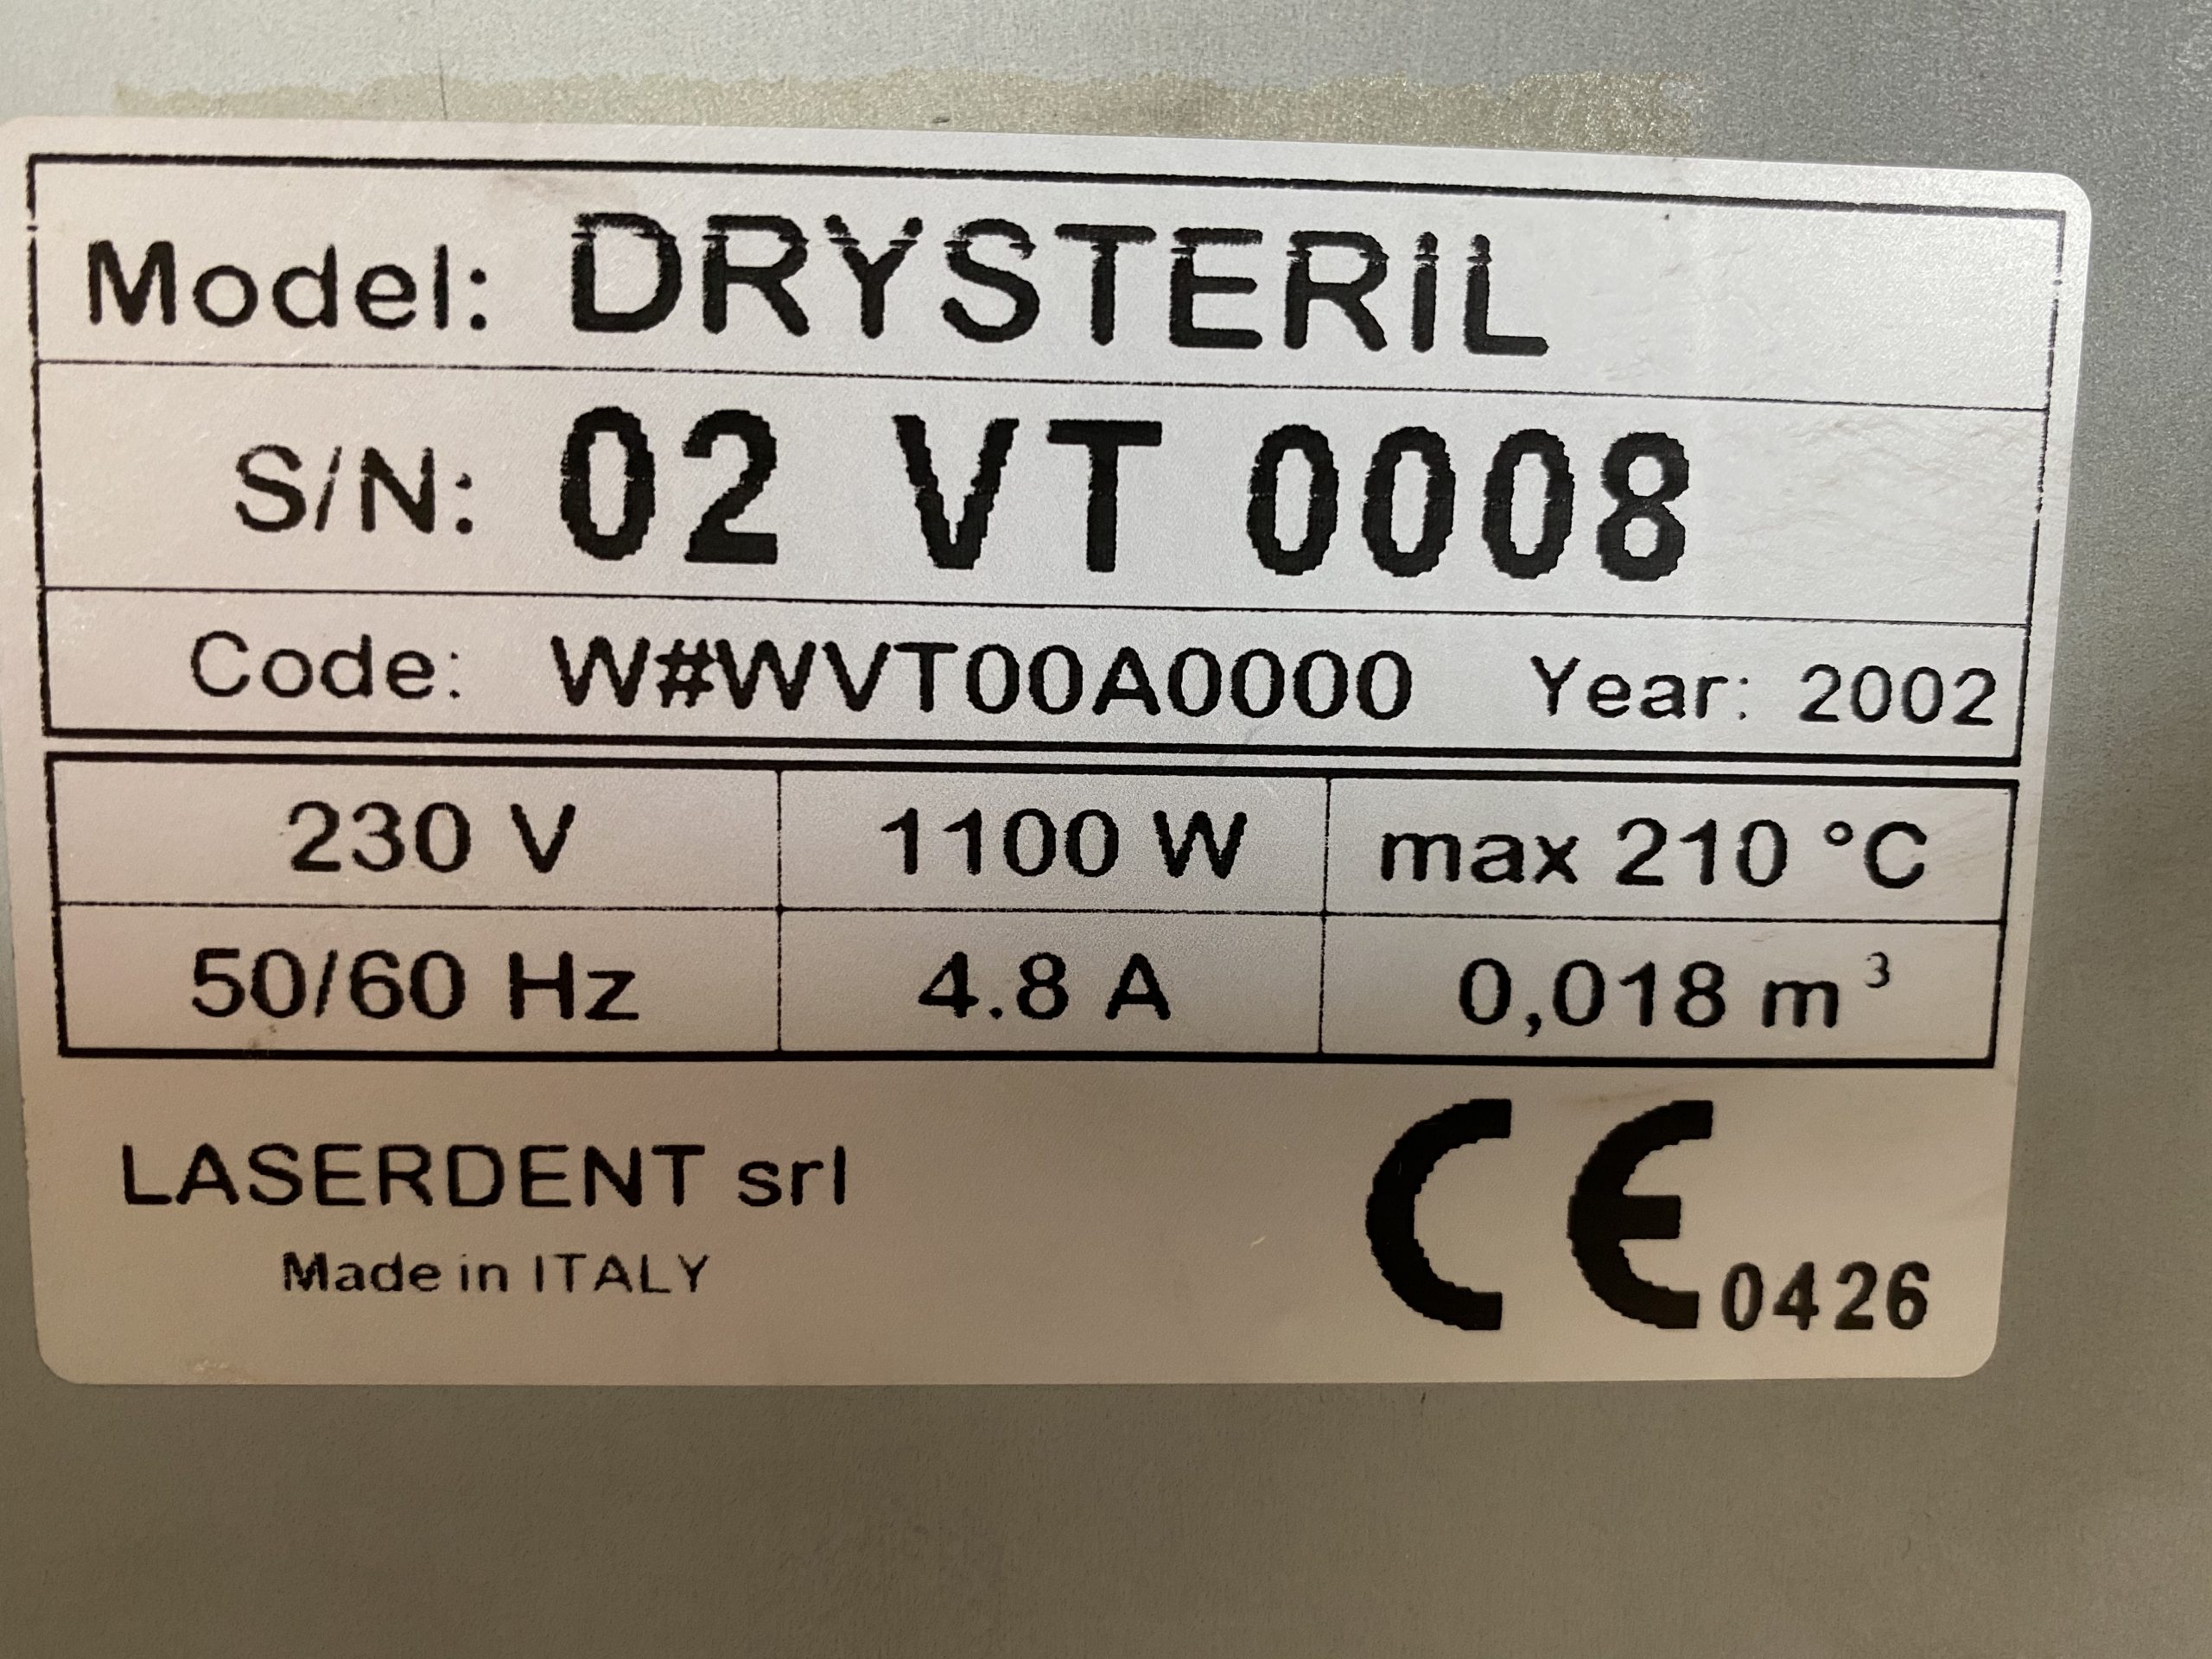 Model: DRYSTERiL
S/N: 02 VT 0008
Code: W#WVT00A0000 Year: 2002
230 V 1100 W max 210 °C
50/60 Hz 4.8 A 0,018 m³
LASERDENT srl
Made in ITALY
CE 0426